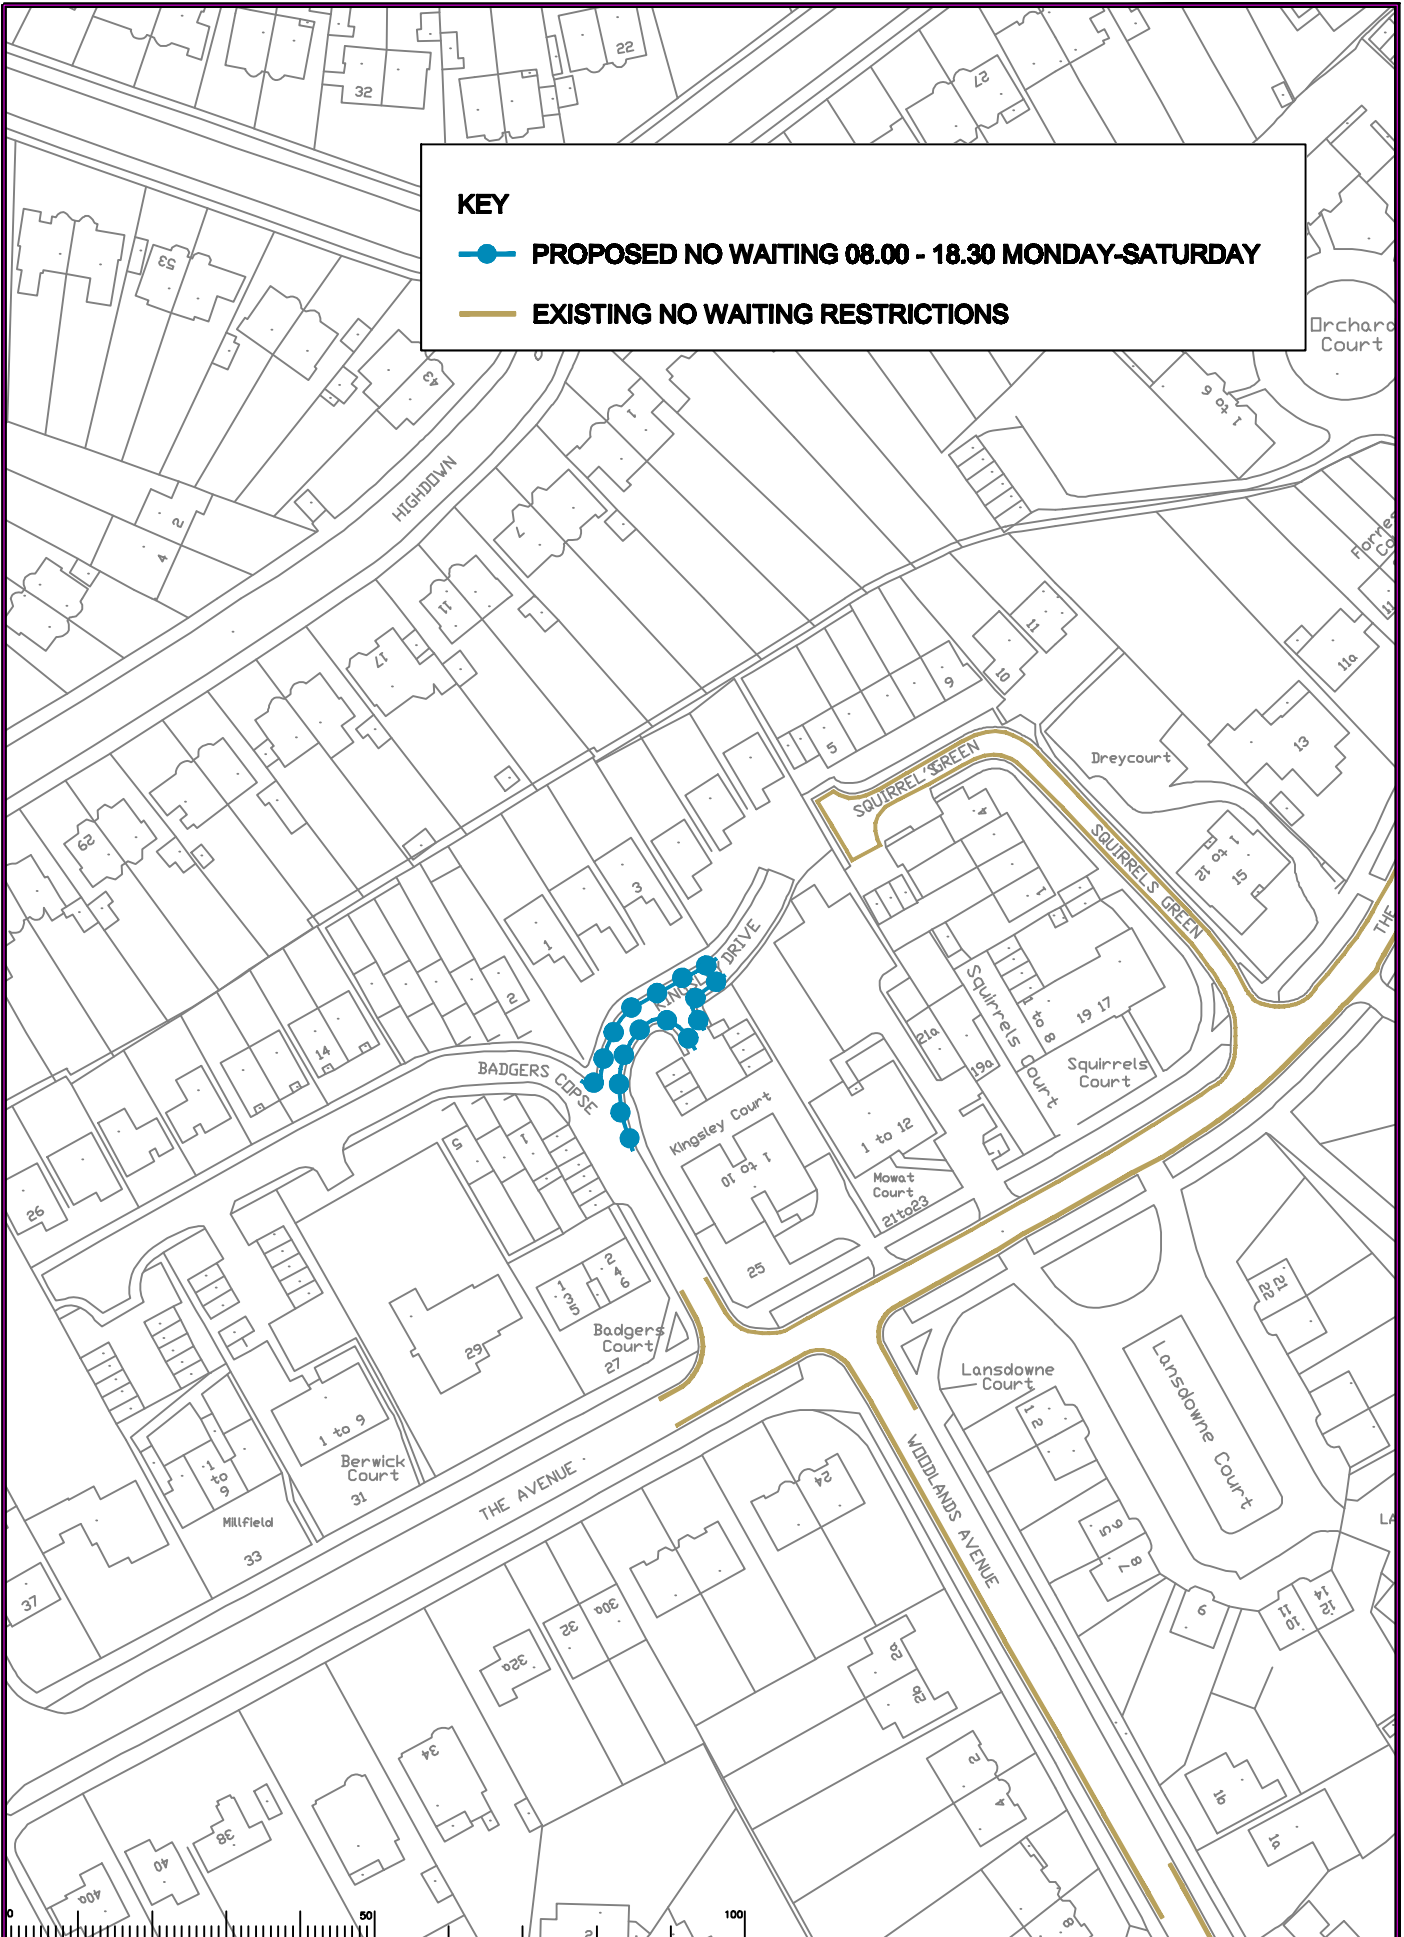 22
32
27
KEY
PROPOSED NO WAITING 08.00 - 18.30 MONDAY-SATURDAY
EXISTING NO WAITING RESTRICTIONS
53
Orchard
Court
43
1 to 6
1
HIGHDOWN
2
4
7
11
17
11
10
9
5
11a
11
13
Dreycourt
SQUIRREL'S GREEN
SQUIRRELS GREEN
4
1
1 to 12
15
THE
29
3
1
2
DRIVE
14
BADGERS COPSE
Squirrels Court
1 to 8
19 17
21a
19a
Squirrels
Court
Kingsley Court
1 to 10
1 to 12
Mowat
Court
21to23
5
1
26
25
2
4
6
1
3
5
Badgers
Court
27
29
21
22
Lansdowne
Court
Lansdowne Court
1 2
1 to 9
Berwick
Court
31
1
to
9
Millfield
33
THE AVENUE
24
WOODLANDS AVENUE
6
5
8
7
37
32
30a
32a
9
14
12
11
10
2a
2b
34
2
4
1b
1a
38
40
40a
8
0
50
100
2